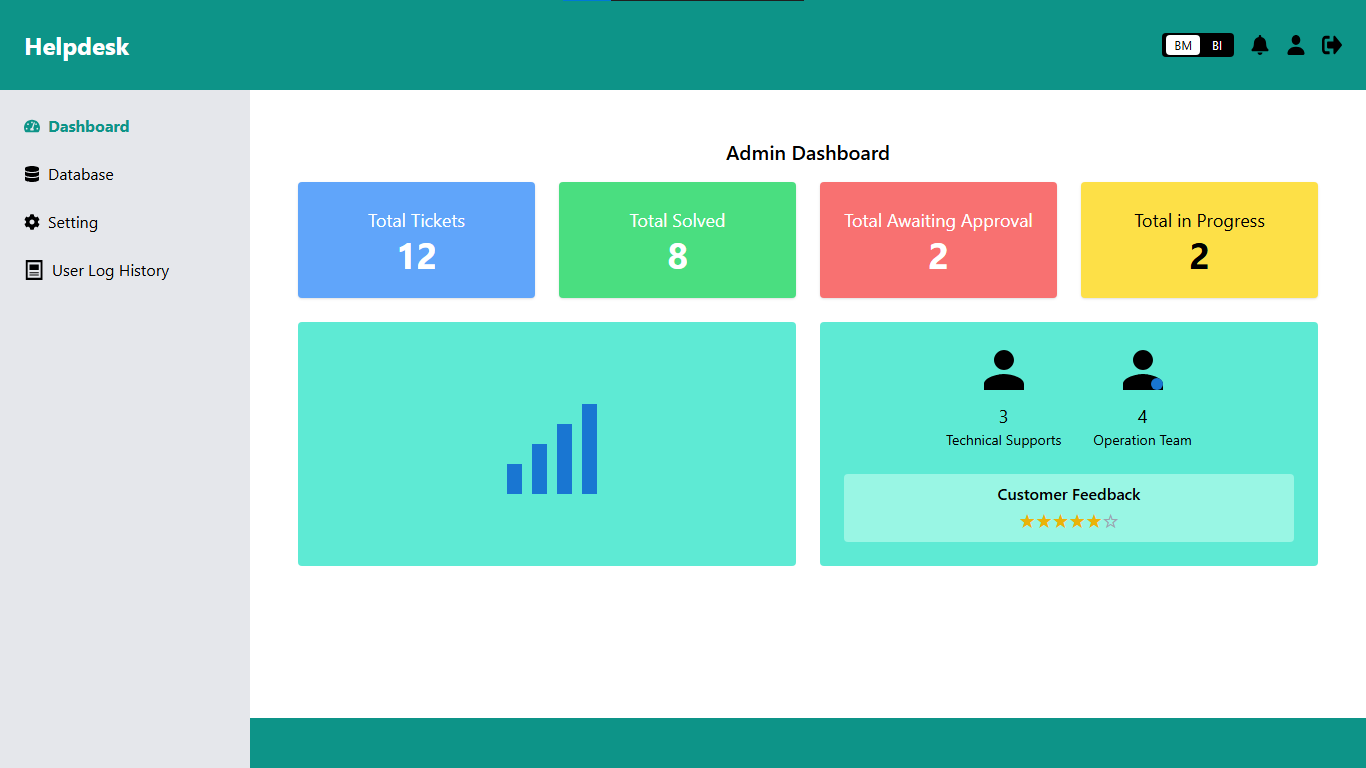 Helpdesk
BM BI
Dashboard
Database
Setting
User Log History
Admin Dashboard
Total Tickets
12
Total Solved
8
Total Awaiting Approval
2
Total in Progress
2
3
Technical Supports
4
Operation Team
Customer Feedback
★★★★★☆